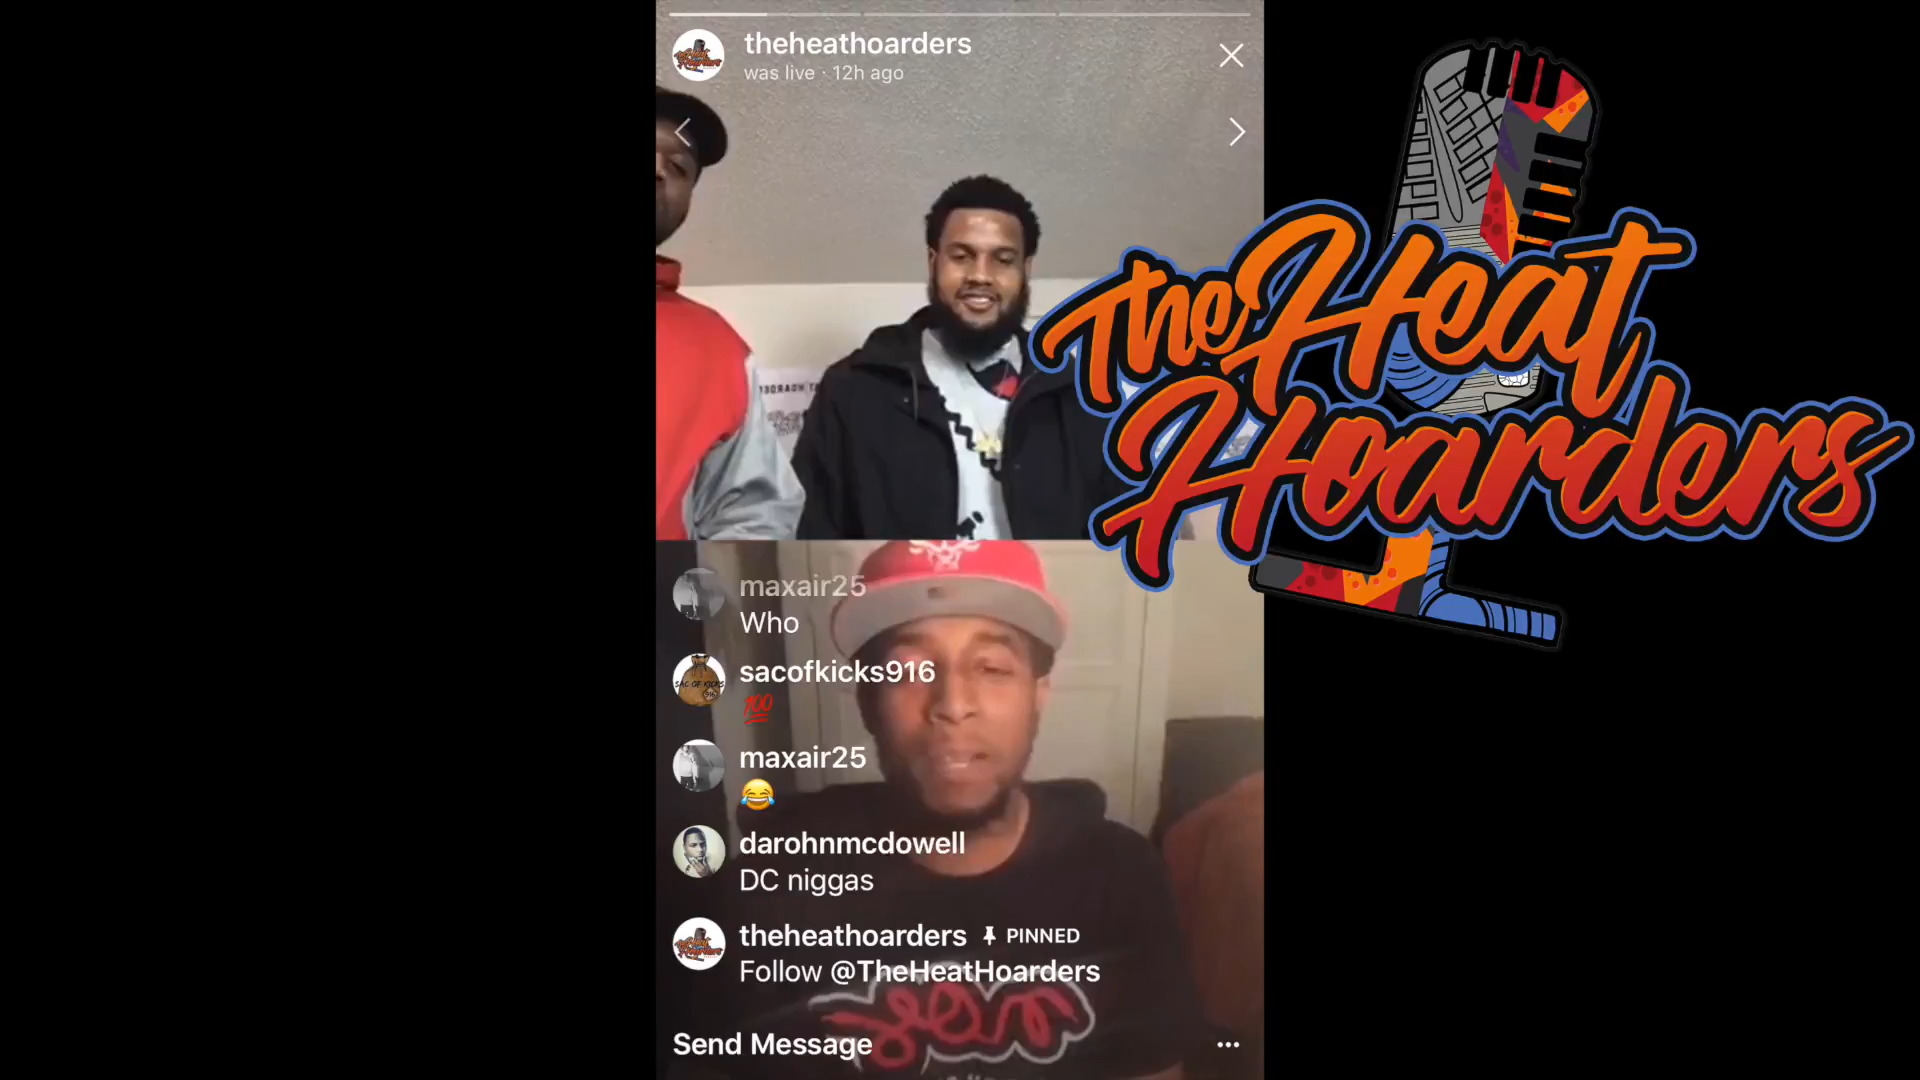 theheathoarders
was live · 12h ago
The Heat
Hoarders
maxair25
Who
sacofkicks916
💯
maxair25
😂
darohnmcdowell
DC niggas
theheathoarders PINNED
Follow @TheHeatHoarders
Send Message